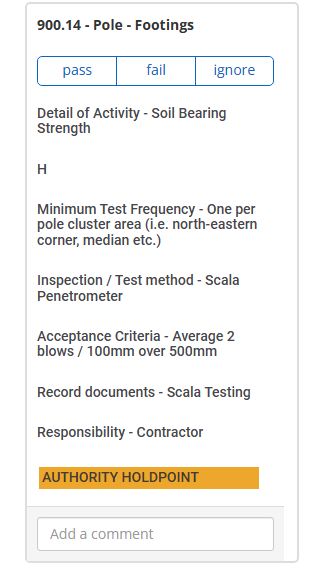 900.14 - Pole - Footings
pass fail ignore
Detail of Activity - Soil Bearing
Strength
H
Minimum Test Frequency - One per
pole cluster area (i.e. north-eastern
corner, median etc.)
Inspection / Test method - Scala
Penetrometer
Acceptance Criteria - Average 2
blows / 100mm over 500mm
Record documents - Scala Testing
Responsibility - Contractor
AUTHORITY HOLDPOINT
Add a comment